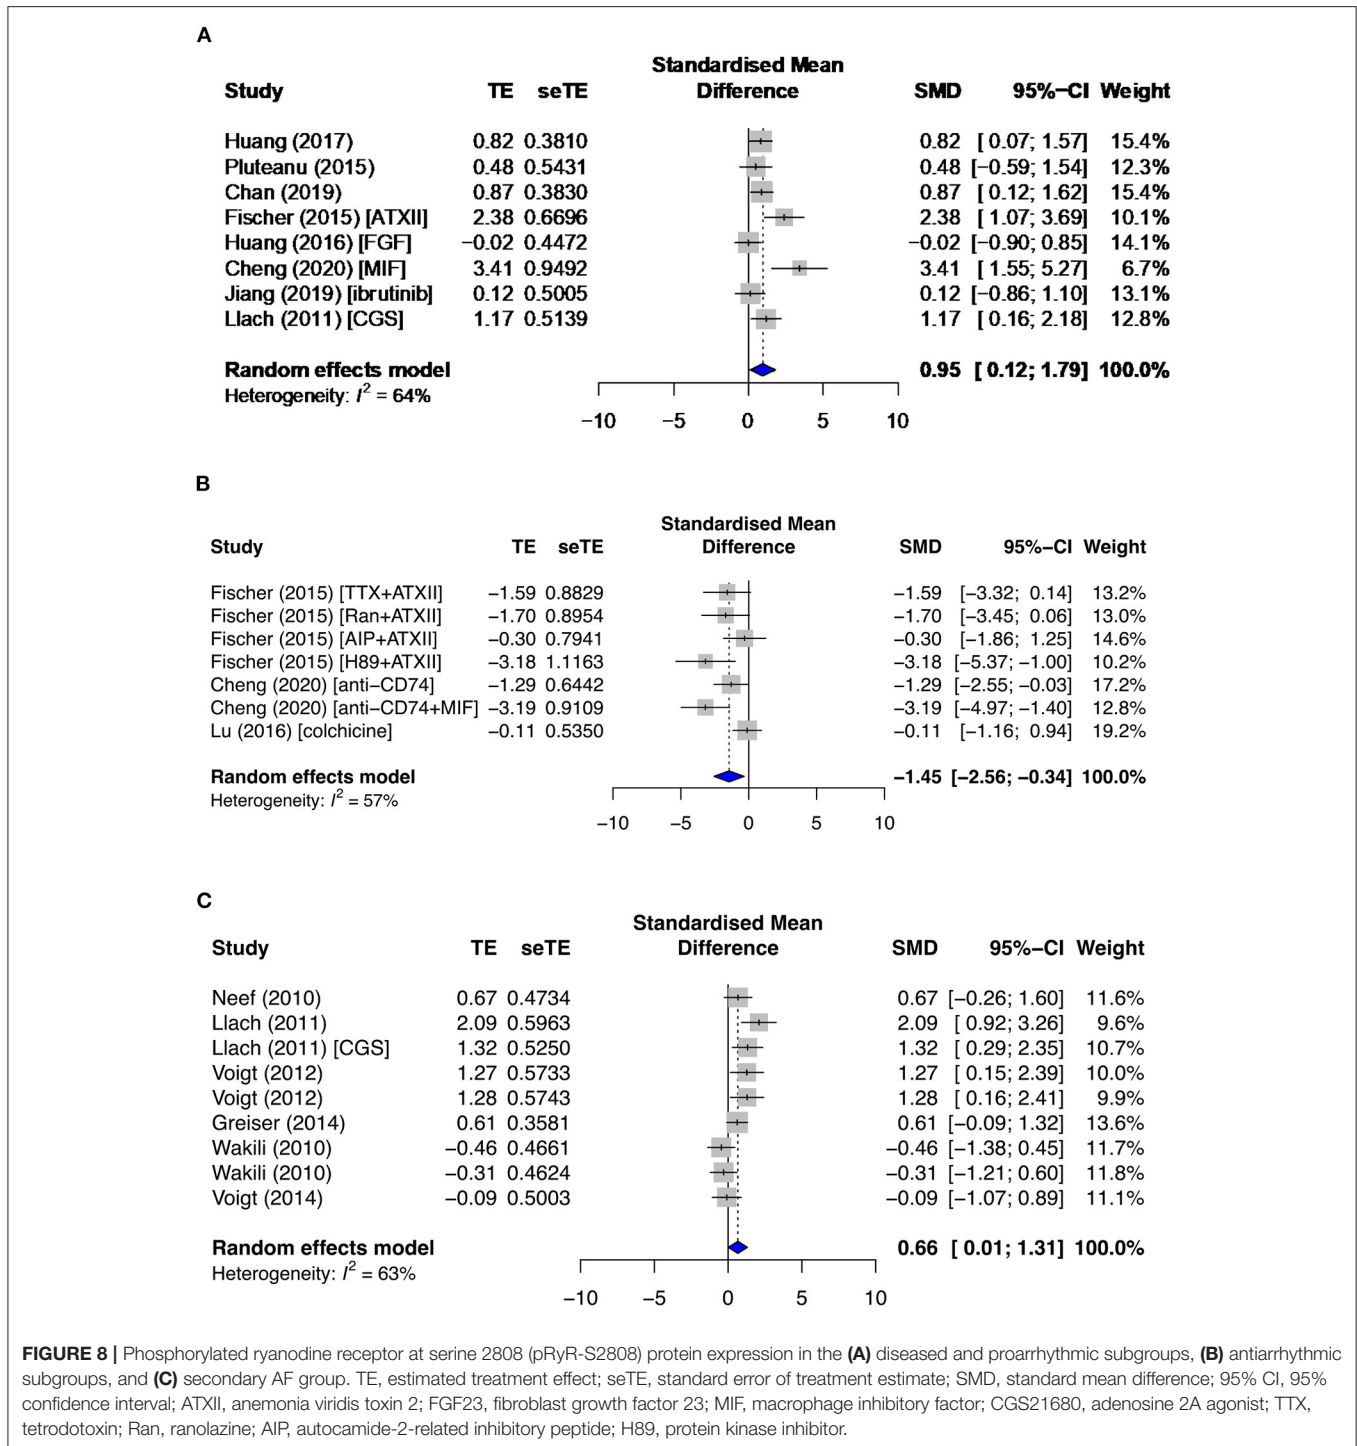 A
Standardised Mean
Study TE seTE Difference SMD 95%−CI Weight
Huang (2017) 0.82 0.3810 0.82 [ 0.07; 1.57] 15.4%
Pluteanu (2015) 0.48 0.5431 0.48 [−0.59; 1.54] 12.3%
Chan (2019) 0.87 0.3830 0.87 [ 0.12; 1.62] 15.4%
Fischer (2015) [ATXII] 2.38 0.6696 2.38 [ 1.07; 3.69] 10.1%
Huang (2016) [FGF] −0.02 0.4472 −0.02 [−0.90; 0.85] 14.1%
Cheng (2020) [MIF] 3.41 0.9492 3.41 [ 1.55; 5.27] 6.7%
Jiang (2019) [ibrutinib] 0.12 0.5005 0.12 [−0.86; 1.10] 13.1%
Llach (2011) [CGS] 1.17 0.5139 1.17 [ 0.16; 2.18] 12.8%
Random effects model 0.95 [ 0.12; 1.79] 100.0%
Heterogeneity: I² = 64%
−10 −5 0 5 10
B
Standardised Mean
Study TE seTE Difference SMD 95%−CI Weight
Fischer (2015) [TTX+ATXII] −1.59 0.8829 −1.59 [−3.32; 0.14] 13.2%
Fischer (2015) [Ran+ATXII] −1.70 0.8954 −1.70 [−3.45; 0.06] 13.0%
Fischer (2015) [AIP+ATXII] −0.30 0.7941 −0.30 [−1.86; 1.25] 14.6%
Fischer (2015) [H89+ATXII] −3.18 1.1163 −3.18 [−5.37; −1.00] 10.2%
Cheng (2020) [anti−CD74] −1.29 0.6442 −1.29 [−2.55; −0.03] 17.2%
Cheng (2020) [anti−CD74+MIF] −3.19 0.9109 −3.19 [−4.97; −1.40] 12.8%
Lu (2016) [colchicine] −0.11 0.5350 −0.11 [−1.16; 0.94] 19.2%
Random effects model −1.45 [−2.56; −0.34] 100.0%
Heterogeneity: I² = 57%
−10 −5 0 5 10
C
Standardised Mean
Study TE seTE Difference SMD 95%−CI Weight
Neef (2010) 0.67 0.4734 0.67 [−0.26; 1.60] 11.6%
Llach (2011) 2.09 0.5963 2.09 [ 0.92; 3.26] 9.6%
Llach (2011) [CGS] 1.32 0.5250 1.32 [ 0.29; 2.35] 10.7%
Voigt (2012) 1.27 0.5733 1.27 [ 0.15; 2.39] 10.0%
Voigt (2012) 1.28 0.5743 1.28 [ 0.16; 2.41] 9.9%
Greiser (2014) 0.61 0.3581 0.61 [−0.09; 1.32] 13.6%
Wakili (2010) −0.46 0.4661 −0.46 [−1.38; 0.45] 11.7%
Wakili (2010) −0.31 0.4624 −0.31 [−1.21; 0.60] 11.8%
Voigt (2014) −0.09 0.5003 −0.09 [−1.07; 0.89] 11.1%
Random effects model 0.66 [ 0.01; 1.31] 100.0%
Heterogeneity: I² = 63%
−10 −5 0 5 10
FIGURE 8 | Phosphorylated ryanodine receptor at serine 2808 (pRyR-S2808) protein expression in the (A) diseased and proarrhythmic subgroups, (B) antiarrhythmic
subgroups, and (C) secondary AF group. TE, estimated treatment effect; seTE, standard error of treatment estimate; SMD, standard mean difference; 95% CI, 95%
confidence interval; ATXII, anemonia viridis toxin 2; FGF23, fibroblast growth factor 23; MIF, macrophage inhibitory factor; CGS21680, adenosine 2A agonist; TTX,
tetrodotoxin; Ran, ranolazine; AIP, autocamide-2-related inhibitory peptide; H89, protein kinase inhibitor.